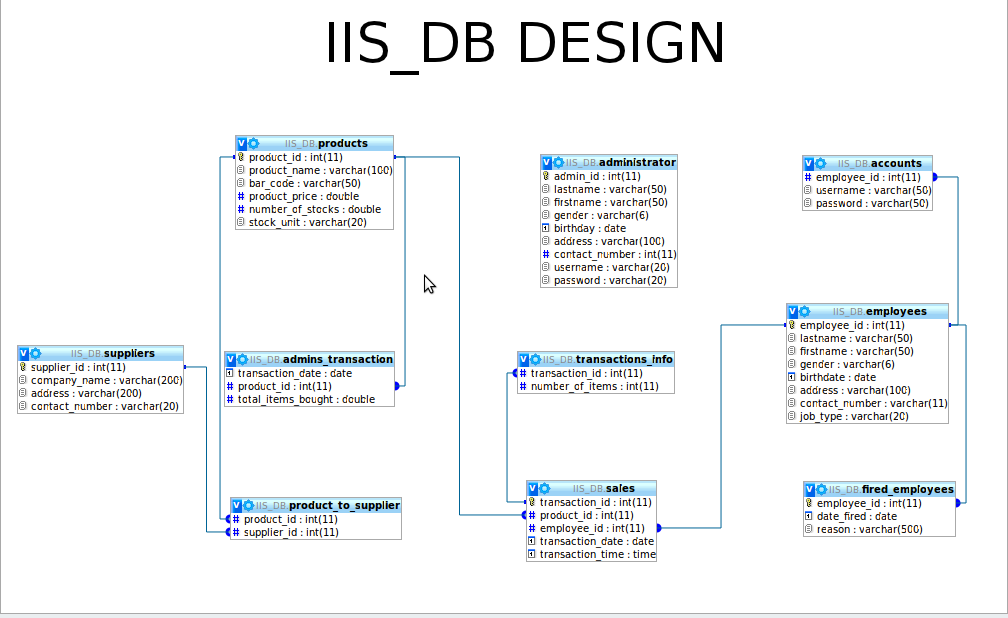 IIS_DB DESIGN
IIS_DB.products
product_id : int(11)
product_name : varchar(100)
bar_code : varchar(50)
product_price : double
number_of_stocks : double
stock_unit : varchar(20)
IIS_DB.administrator
admin_id : int(11)
lastname : varchar(50)
firstname : varchar(50)
gender : varchar(6)
birthday : date
address : varchar(100)
contact_number : int(11)
username : varchar(20)
password : varchar(20)
IIS_DB.accounts
employee_id : int(11)
username : varchar(50)
password : varchar(50)
IIS_DB.suppliers
supplier_id : int(11)
company_name : varchar(200)
address : varchar(200)
contact_number : varchar(20)
IIS_DB.admins_transaction
transaction_date : date
product_id : int(11)
total_items_bought : double
IIS_DB.transactions_info
transaction_id : int(11)
number_of_items : int(11)
IIS_DB.employees
employee_id : int(11)
lastname : varchar(50)
firstname : varchar(50)
gender : varchar(6)
birthdate : date
address : varchar(100)
contact_number : varchar(11)
job_type : varchar(20)
IIS_DB.product_to_supplier
product_id : int(11)
supplier_id : int(11)
IIS_DB.sales
transaction_id : int(11)
product_id : int(11)
employee_id : int(11)
transaction_date : date
transaction_time : time
IIS_DB.fired_employees
employee_id : int(11)
date_fired : date
reason : varchar(500)